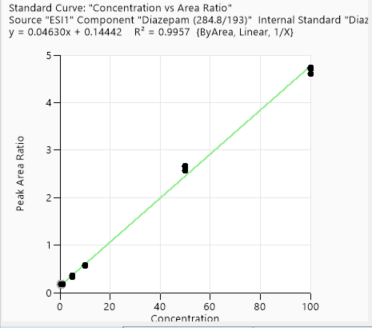 Standard Curve: "Concentration vs Area Ratio"
Source "ESI1" Component "Diazepam (284.8/193)" Internal Standard "Diaz
y = 0.04630x + 0.14442 R² = 0.9957 {ByArea, Linear, 1/X}
5
4
3
2
1
0
Peak Area Ratio
0 20 40 60 80 100
Concentration